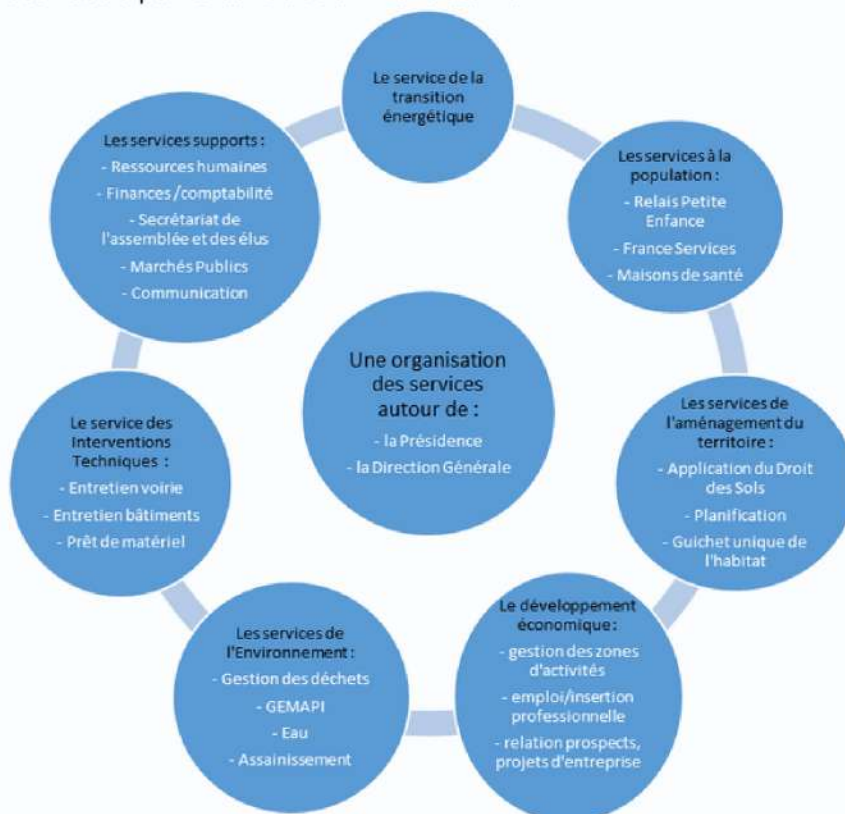 Le service de la
transition
énergétique
Les services à la
population :
- Relais Petite
Enfance
- France Services
- Maisons de santé
Les services de
l'aménagement du
territoire :
- Application du Droit
des Sols
- Planification
- Guichet unique de
l'habitat
Le développement
économique :
- gestion des zones
d'activités
- emploi/insertion
professionnelle
- relation prospects,
projets d'entreprise
Les services de
l'Environnement :
- Gestion des déchets
- GEMAPI
- Eau
- Assainissement
Le service des
Interventions
Techniques :
- Entretien voirie
- Entretien bâtiments
- Prêt de matériel
Les services supports :
- Ressources humaines
- Finances /comptabilité
- Secrétariat de
l'assemblée et des élus
- Marchés Publics
- Communication
Une organisation
des services
autour de :
- la Présidence
- la Direction Générale